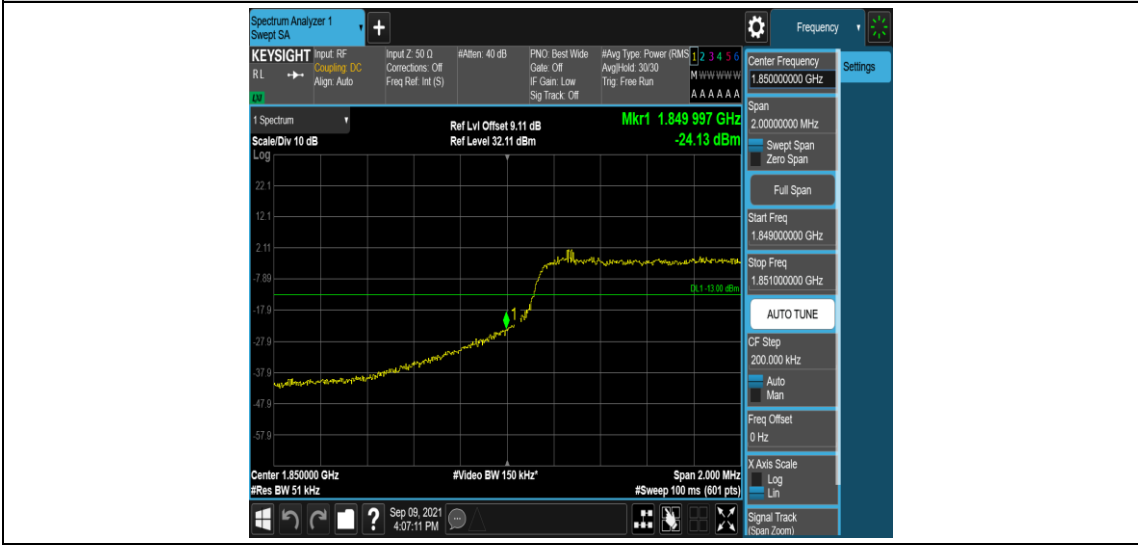 Spectrum Analyzer 1
Swept SA
+
Frequency
KEYSIGHT
RL
LM
Input: RF
Coupling: DC
Align: Auto
Input Z: 50 Ω
Corrections: Off
Freq Ref: Int (S)
#Atten: 40 dB
PNO: Best Wide
Gate: Off
IF Gain: Low
Sig Track: Off
#Avg Type: Power (RMS
Avg|Hold: 30/30
Trig: Free Run
1 2 3 4 5 6
M W W W W W
A A A A A A
1 Spectrum
Scale/Div 10 dB
Log
Ref Lvl Offset 9.11 dB
Ref Level 32.11 dBm
Mkr1 1.849 997 GHz
-24.13 dBm
22.1
12.1
2.11
-7.89
-17.9
-27.9
-37.9
-47.9
-57.9
DL1 -13.00 dBm
1
Center 1.850000 GHz
#Res BW 51 kHz
#Video BW 150 kHz*
Span 2.000 MHz
#Sweep 100 ms (601 pts)
Center Frequency
1.850000000 GHz
Settings
Span
2.00000000 MHz
Swept Span
Zero Span
Full Span
Start Freq
1.849000000 GHz
Stop Freq
1.851000000 GHz
AUTO TUNE
CF Step
200.000 kHz
Auto
Man
Freq Offset
0 Hz
X Axis Scale
Log
Lin
Signal Track
(Span Zoom)
?
Sep 09, 2021
4:07:11 PM